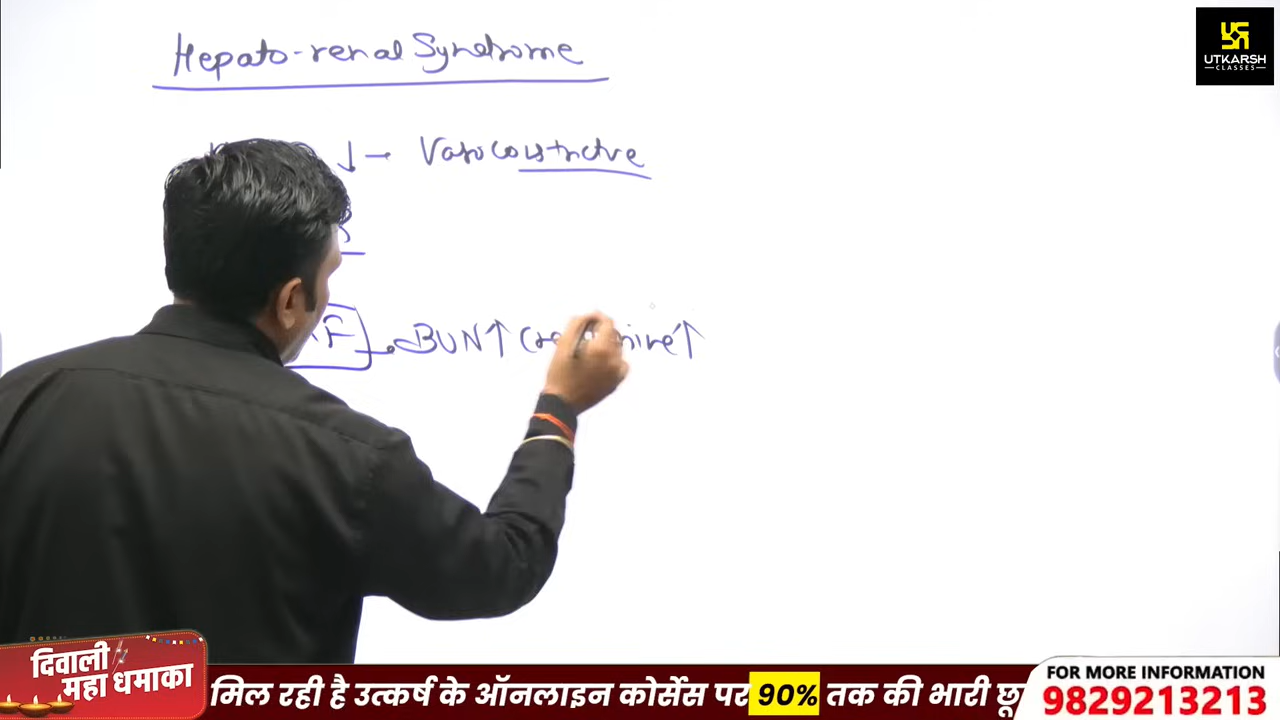 Hepato-renal Syndrome
UTKARSH
CLASSES
↓ → Vasoconstrictive
BUN↑ Creatinine↑
दिवाली
महा धमाका
मिल रही है उत्कर्ष के ऑनलाइन कोर्सेस पर 90% तक की भारी छू
FOR MORE INFORMATION
9829213213